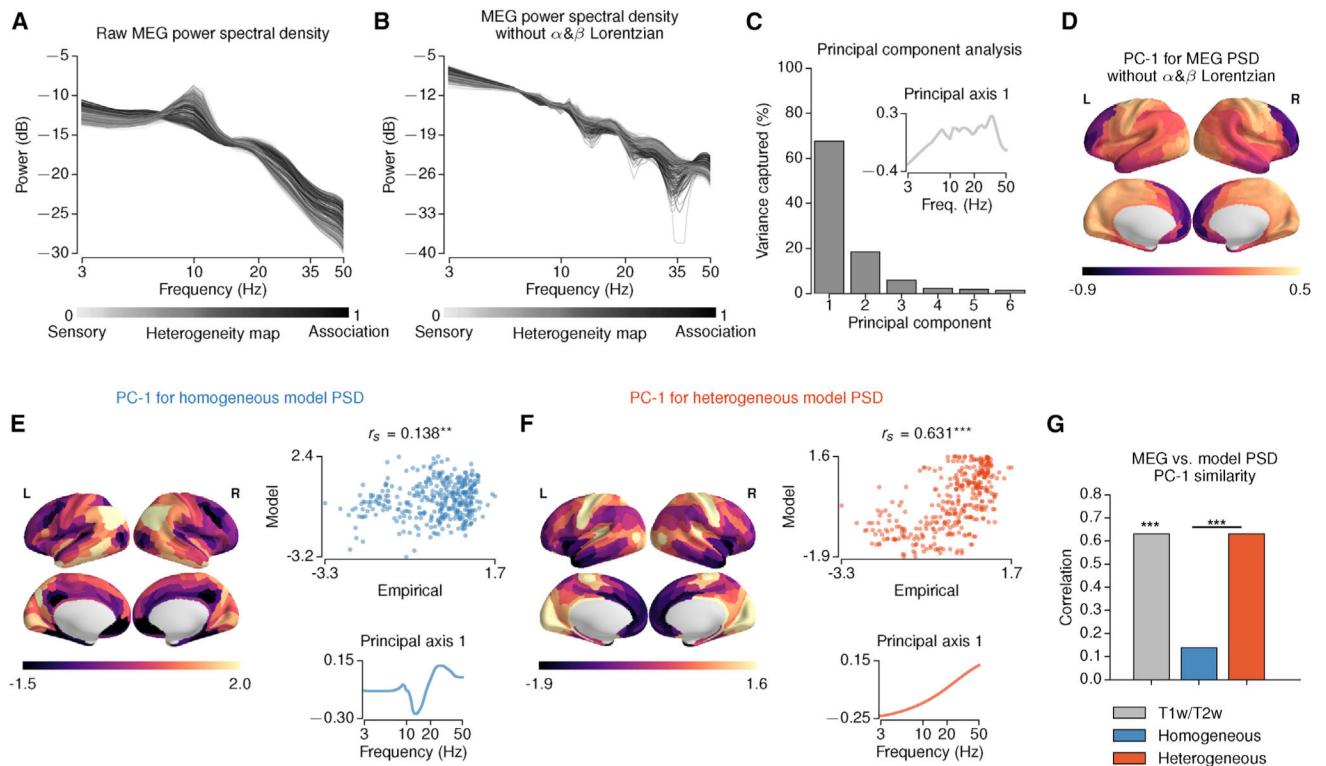 A
Raw MEG power spectral density
−5
−10
−15
−20
−25
−30
Power (dB)
3 10 20 35 50
Frequency (Hz)
0 1
Sensory Heterogeneity map Association
B
MEG power spectral density
without α&β Lorentzian
−5
−12
−19
−26
−33
−40
Power (dB)
3 10 20 35 50
Frequency (Hz)
0 1
Sensory Heterogeneity map Association
C
Principal component analysis
100
80
60
40
20
0
Variance captured (%)
1 2 3 4 5 6
Principal component
Principal axis 1
0.3
−0.4
3 10 20 50
Freq. (Hz)
D
PC-1 for MEG PSD
without α&β Lorentzian
L R
-0.9 0.5
PC-1 for homogeneous model PSD
E
L R
-1.5 2.0
rs = 0.138**
2.4
Model
-3.2
-3.3 1.7
Empirical
Principal axis 1
0.15
−0.30
3 10 20 50
Frequency (Hz)
PC-1 for heterogeneous model PSD
F
L R
-1.9 1.6
rs = 0.631***
1.6
Model
-1.9
-3.3 1.7
Empirical
Principal axis 1
0.15
−0.25
3 10 20 50
Frequency (Hz)
G
MEG vs. model PSD
PC-1 similarity
0.8
0.7
0.6
0.5
0.4
0.3
0.2
0.1
0.0
Correlation
*** ***
T1w/T2w
Homogeneous
Heterogeneous